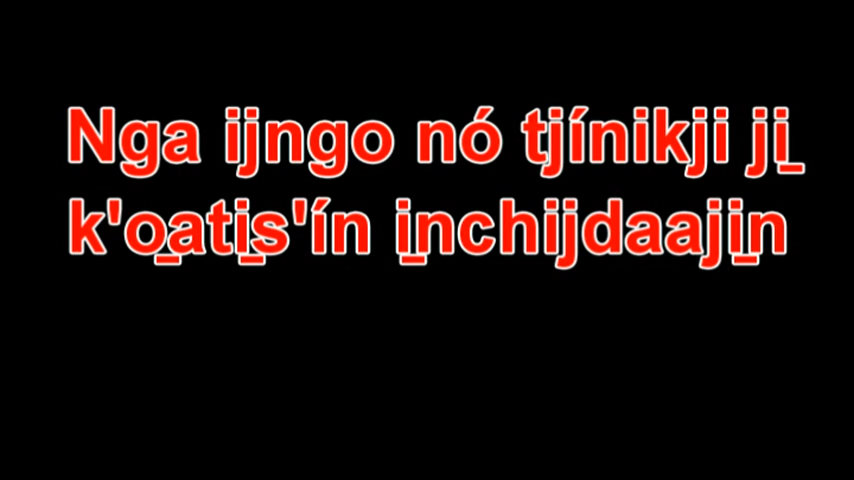 Nga ijngo nó tjínikji ji̱
k'o̱ati̱s'ín i̱nchijdaaji̱n